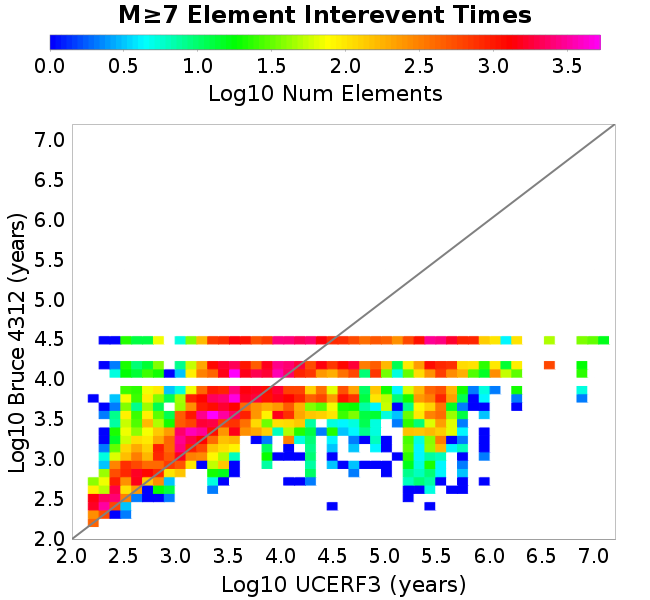 M≥7 Element Interevent Times
0.0 0.5 1.0 1.5 2.0 2.5 3.0 3.5
Log10 Num Elements
7.0
6.5
6.0
5.5
5.0
4.5
4.0
3.5
3.0
2.5
2.0
Log10 Bruce 4312 (years)
2.0 2.5 3.0 3.5 4.0 4.5 5.0 5.5 6.0 6.5 7.0
Log10 UCERF3 (years)